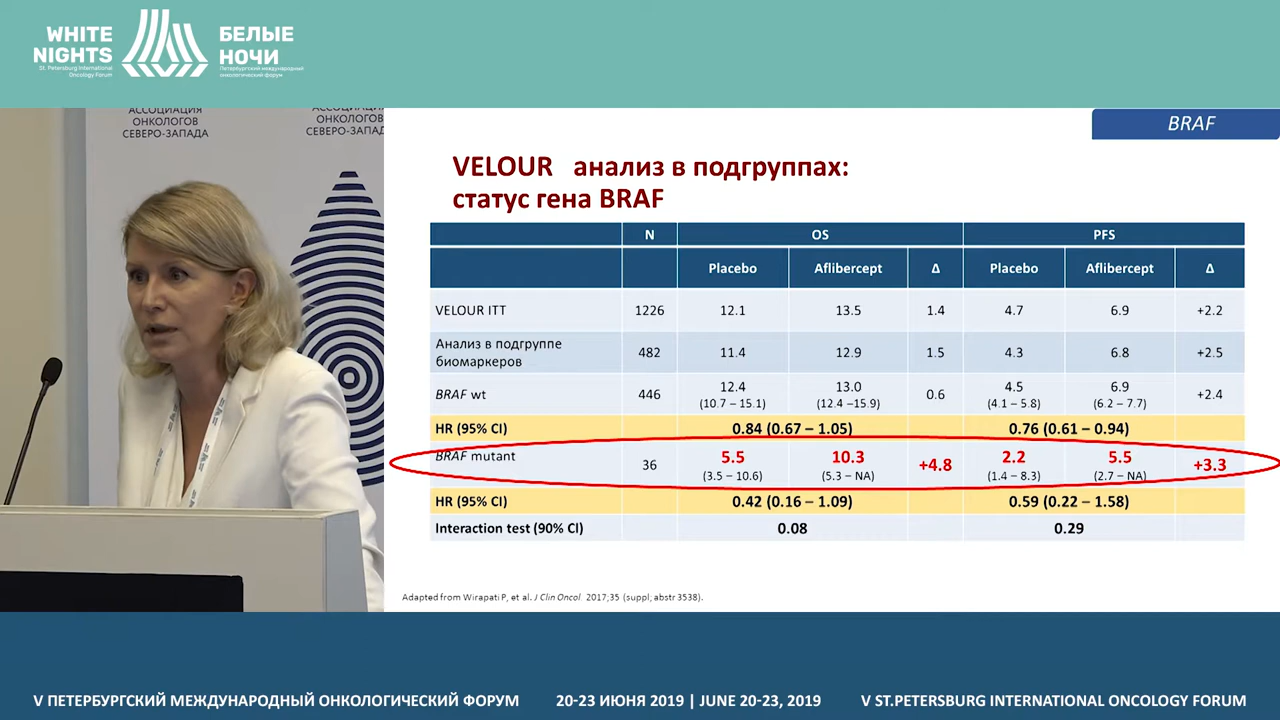 WHITE
NIGHTS
St. Petersburg International
Oncology Forum
БЕЛЫЕ
НОЧИ
Петербургский международный
онкологический форум
АССОЦИАЦИЯ
ОНКОЛОГОВ
СЕВЕРО-ЗАПАДА
АССОЦИАЦИЯ
ОНКОЛОГОВ
СЕВЕРО-ЗАПАД
BRAF
VELOUR анализ в подгруппах:
статус гена BRAF
N OS PFS
Placebo Aflibercept Δ Placebo Aflibercept Δ
VELOUR ITT 1226 12.1 13.5 1.4 4.7 6.9 +2.2
Анализ в подгруппе
биомаркеров 482 11.4 12.9 1.5 4.3 6.8 +2.5
BRAF wt 446 12.4 13.0 0.6 4.5 6.9 +2.4
(10.7 – 15.1) (12.4 –15.9) (4.1 – 5.8) (6.2 – 7.7)
HR (95% CI) 0.84 (0.67 – 1.05) 0.76 (0.61 – 0.94)
BRAF mutant 36 5.5 10.3 +4.8 2.2 5.5 +3.3
(3.5 – 10.6) (5.3 – NA) (1.4 – 8.3) (2.7 – NA)
HR (95% CI) 0.42 (0.16 – 1.09) 0.59 (0.22 – 1.58)
Interaction test (90% CI) 0.08 0.29
Adapted from Wirapati P, et al. J Clin Oncol. 2017;35 (suppl; abstr 3538).
V ПЕТЕРБУРГСКИЙ МЕЖДУНАРОДНЫЙ ОНКОЛОГИЧЕСКИЙ ФОРУМ 20-23 ИЮНЯ 2019 | JUNE 20-23, 2019 V ST.PETERSBURG INTERNATIONAL ONCOLOGY FORUM